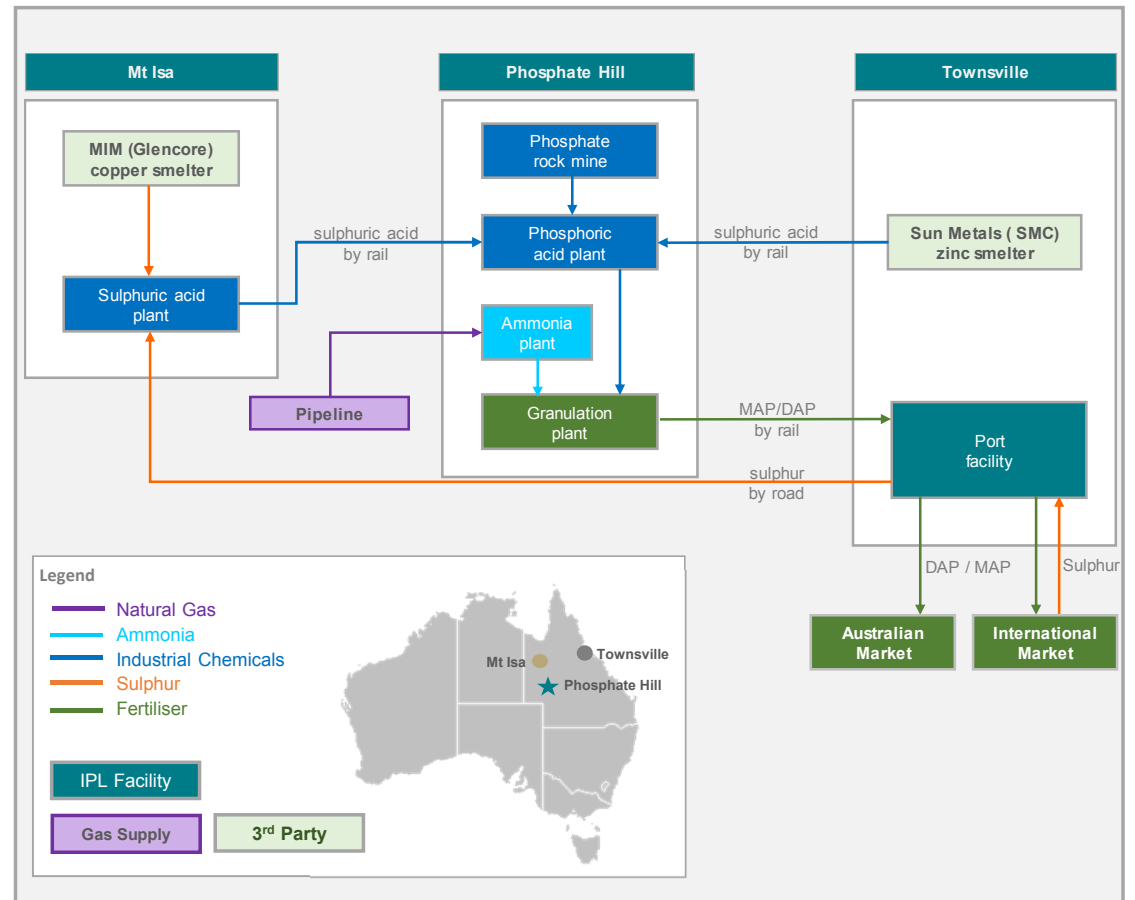 Mt Isa
Phosphate Hill
Townsville
MIM (Glencore)
copper smelter
Phosphate
rock mine
sulphuric acid
by rail
Phosphoric
acid plant
sulphuric acid
by rail
Sun Metals ( SMC)
zinc smelter
Sulphuric acid
plant
Ammonia
plant
Pipeline
Granulation
plant
MAP/DAP
by rail
Port
facility
sulphur
by road
DAP / MAP
Sulphur
Australian
Market
International
Market
Legend
Natural Gas
Ammonia
Industrial Chemicals
Sulphur
Fertiliser
Mt Isa
Townsville
Phosphate Hill
IPL Facility
Gas Supply
3rd Party